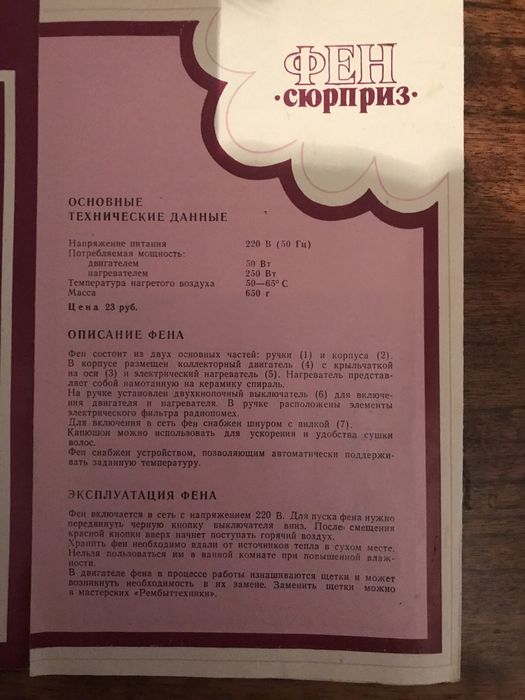 ФЕН
·СЮРПРИЗ·
ОСНОВНЫЕ
ТЕХНИЧЕСКИЕ ДАННЫЕ
Напряжение питания 220 В (50 Гц)
Потребляемая мощность:
двигателем 50 Вт
нагревателем 250 Вт
Температура нагретого воздуха 50—65° С
Масса 650 г
Цена 23 руб.
ОПИСАНИЕ ФЕНА
Фен состоит из двух основных частей: ручки (1) и корпуса (2).
В корпусе размещен коллекторный двигатель (4) с крыльчаткой
на оси (3) и электрический нагреватель (5). Нагреватель представ-
ляет собой намотанную на керамику спираль.
На ручке установлен двухкнопочный выключатель (6) для включе-
ния двигателя и нагревателя. В ручке расположены элементы
электрического фильтра радиопомех.
Для включения в сеть фен снабжен шнуром с вилкой (7).
Капюшон можно использовать для ускорения и удобства сушки
волос.
Фен снабжен устройством, позволяющим автоматически поддержи-
вать заданную температуру.
ЭКСПЛУАТАЦИЯ ФЕНА
Фен включается в сеть с напряжением 220 В. Для пуска фена нужно
передвинуть черную кнопку выключателя вниз. После смещения
красной кнопки вверх начнет поступать горячий воздух.
Хранить фен необходимо вдали от источников тепла в сухом месте.
Нельзя пользоваться им в ванной комнате при повышенной влаж-
ности.
В двигателе фена в процессе работы изнашиваются щетки и может
возникнуть необходимость в их замене. Заменить щетки можно
в мастерских «Рембыттехники».